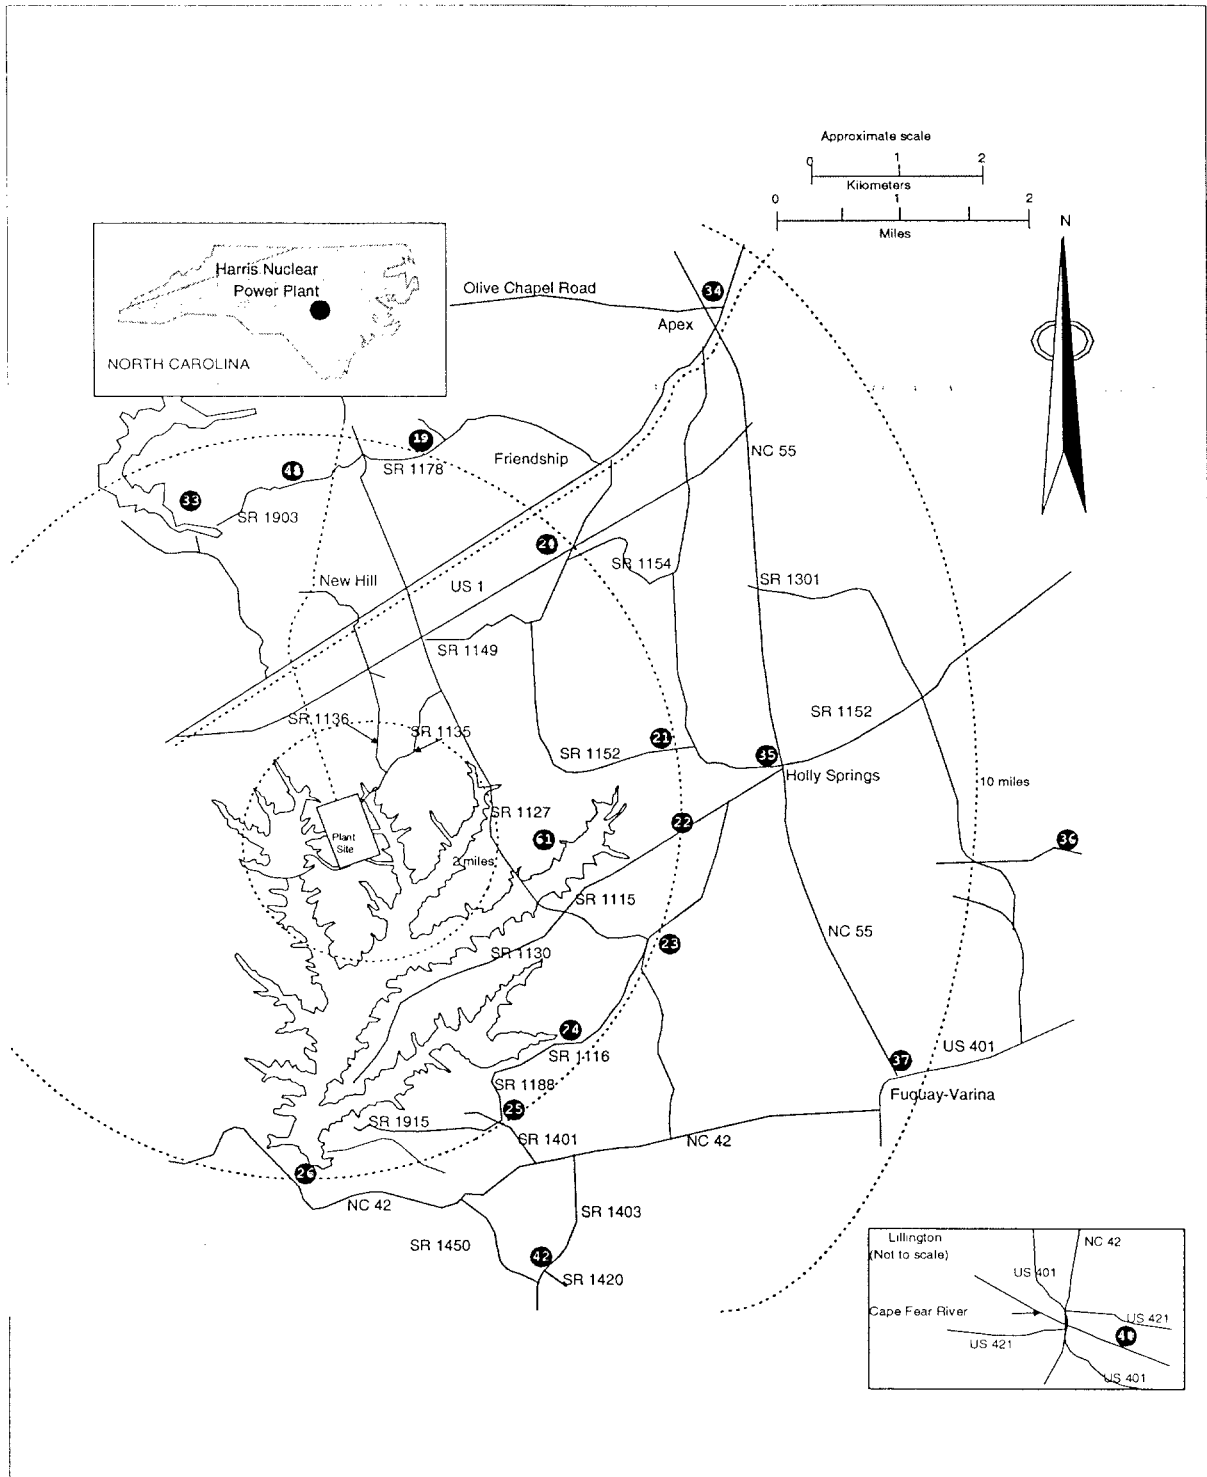 Approximate scale
0 1 2
Kilometers
0 1 2
Miles
N
Harris Nuclear
Power Plant
NORTH CAROLINA
Olive Chapel Road
34
Apex
19
Friendship
NC 55
48
SR 1178
33
SR 1903
20
SR 1154
New Hill
US 1
SR 1301
SR 1149
SR 1136
SR 1135
SR 1152
21
SR 1152
35
Holly Springs
10 miles
SR 1127
22
Plant
Site
61
36
2 miles
SR 1115
NC 55
23
SR 1130
24
SR 1116
37
US 401
SR 1188
Fuquay-Varina
25
SR 1915
SR 1401
NC 42
26
NC 42
SR 1403
SR 1450
42
SR 1420
Lillington
(Not to scale)
NC 42
US 401
Cape Fear River
US 421
US 421
US 401